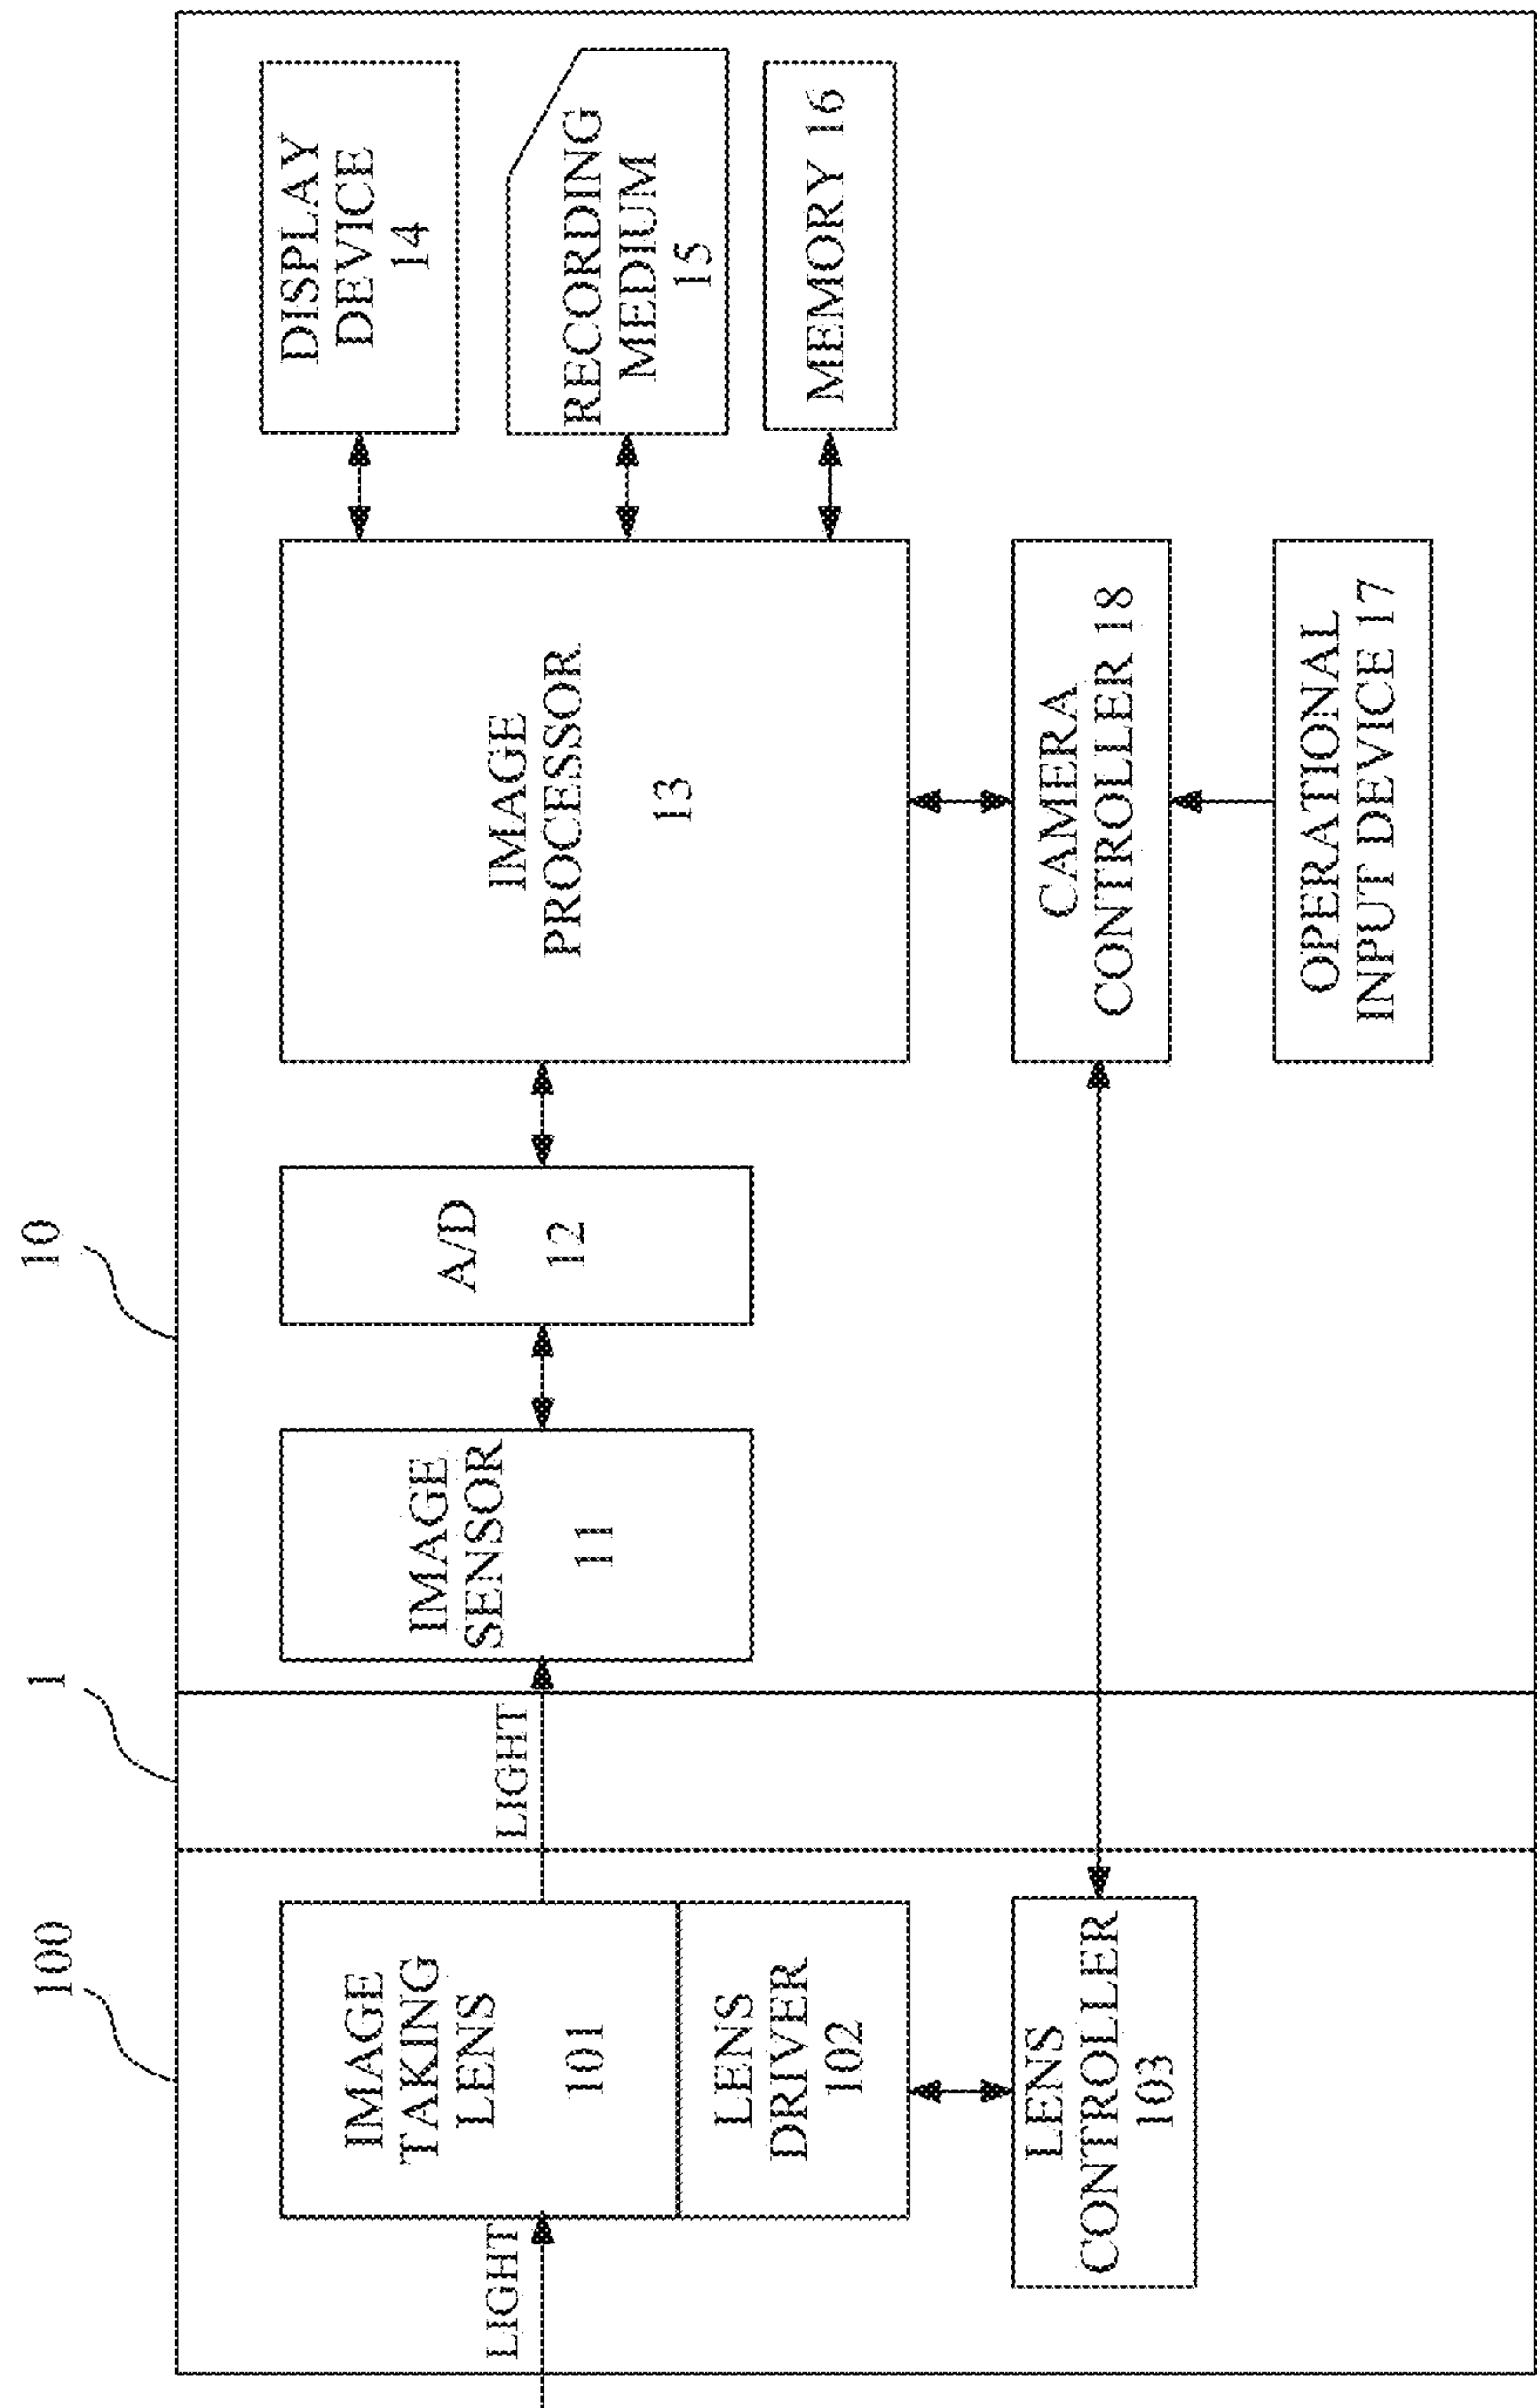 100
1
10
LIGHT
IMAGE
TAKING
LENS
101
LENS
DRIVER
102
LENS
CONTROLLER
103
LIGHT
IMAGE
SENSOR
11
A/D
12
IMAGE
PROCESSOR
13
CAMERA
CONTROLLER 18
OPERATIONAL
INPUT DEVICE 17
DISPLAY
DEVICE
14
RECORDING
MEDIUM
15
MEMORY 16